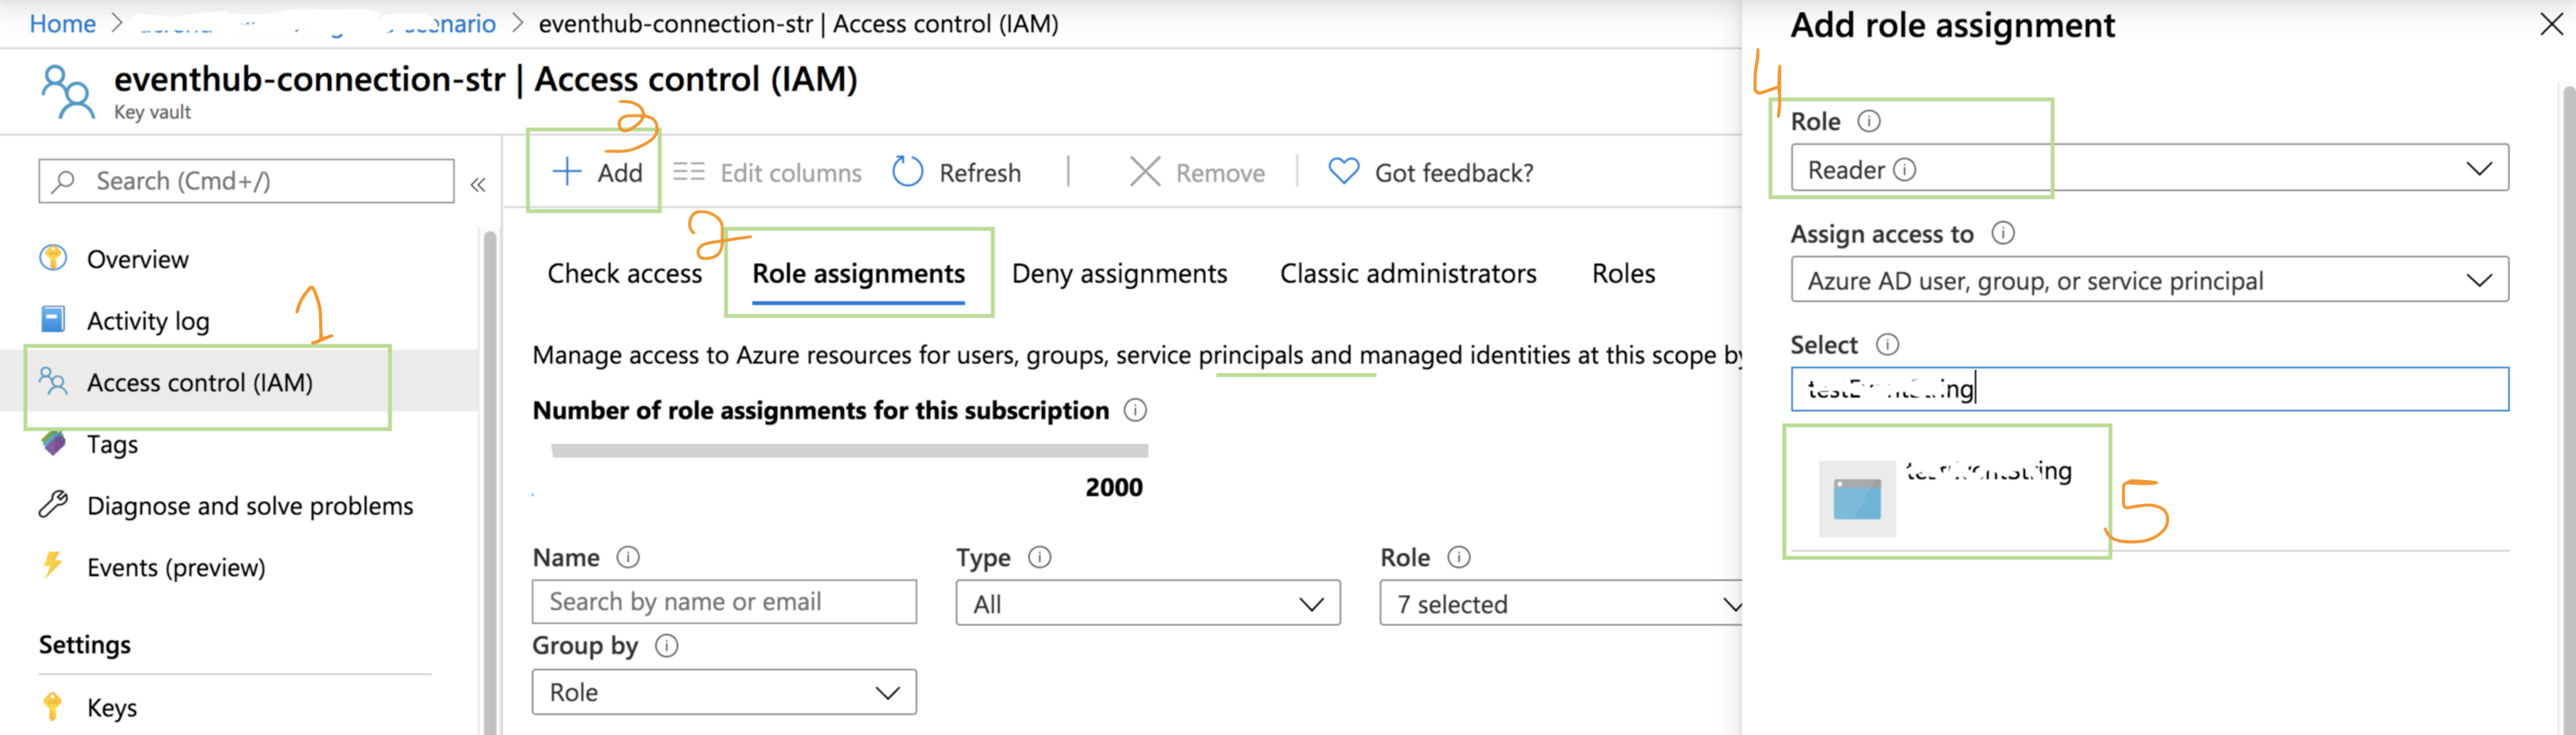 Home > scenario > eventhub-connection-str | Access control (IAM)
eventhub-connection-str | Access control (IAM)
Key vault
Search (Cmd+/)
«
Overview
Activity log
1
Access control (IAM)
Tags
Diagnose and solve problems
Events (preview)
Settings
Keys
3
Add
Edit columns
Refresh
Remove
Got feedback?
2
Check access
Role assignments
Deny assignments
Classic administrators
Roles
Manage access to Azure resources for users, groups, service principals and managed identities at this scope by
Number of role assignments for this subscription
2000
Name
Search by name or email
Type
All
Role
7 selected
Group by
Role
Add role assignment
4
Role
Reader
Assign access to
Azure AD user, group, or service principal
Select
5